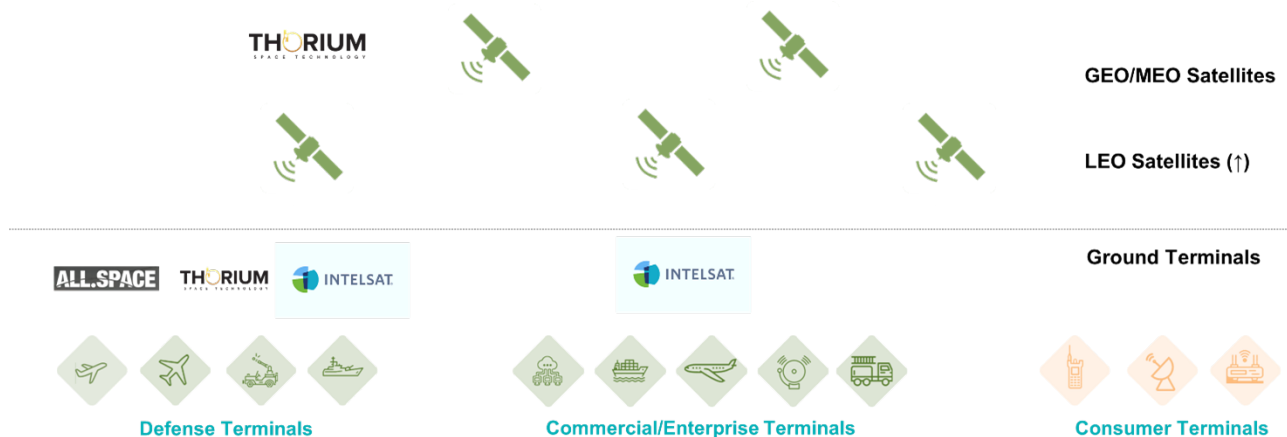 THORIUM
SPACE TECHNOLOGY
GEO/MEO Satellites
LEO Satellites (↑)
Ground Terminals
ALL.SPACE
THORIUM
SPACE TECHNOLOGY
INTELSAT.
INTELSAT.
Defense Terminals
Commercial/Enterprise Terminals
Consumer Terminals